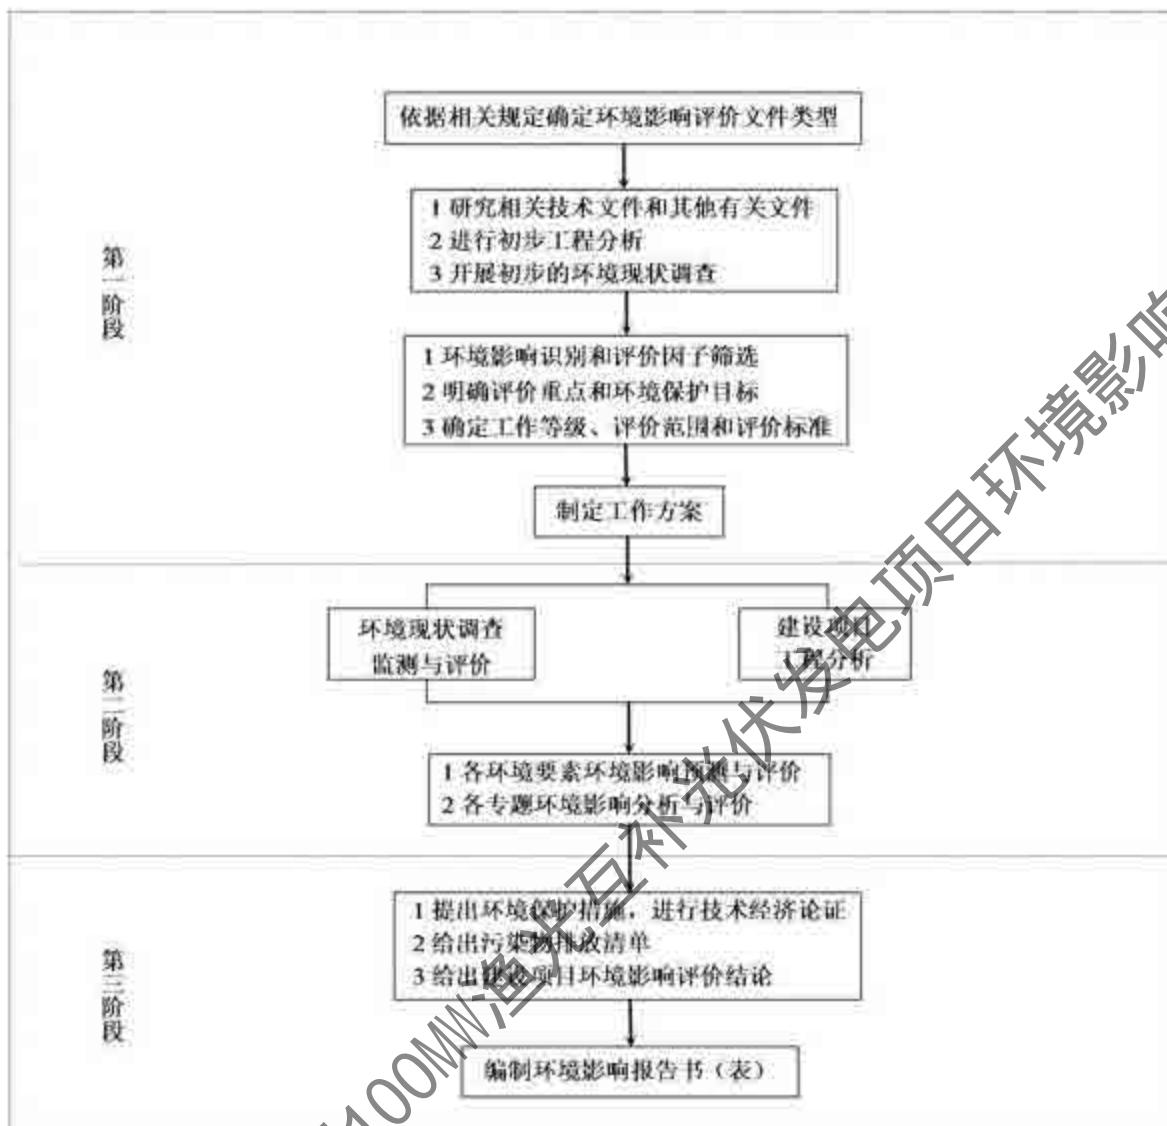 依据相关规定确定环境影响评价文件类型
1 研究相关技术文件和其他有关文件
2 进行初步工程分析
3 开展初步的环境现状调查
第一阶段
1 环境影响识别和评价因子筛选
2 明确评价重点和环境保护目标
3 确定工作等级、评价范围和评价标准
制定工作方案
环境现状调查
监测与评价
建设项目
工程分析
第二阶段
1 各环境要素环境影响预测与评价
2 各专题环境影响分析与评价
1 提出环境保护措施，进行技术经济论证
2 给出污染物排放清单
3 给出建设项目环境影响评价结论
第三阶段
编制环境影响报告书（表）
100MW渔光互补光伏发电项目环境影响